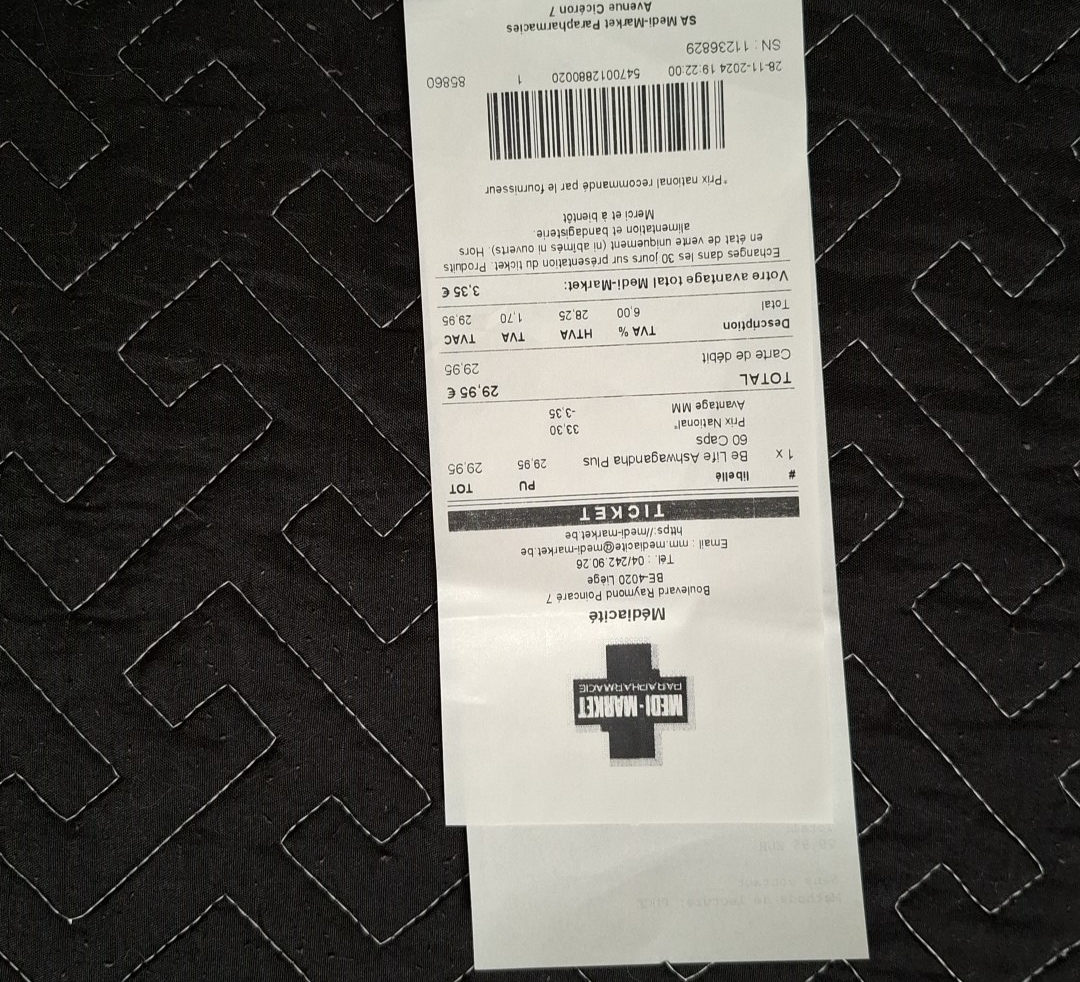 MEDI-MARKET
PARAPHARMACIE
Médiacité
Boulevard Raymond Poincaré 7
BE-4020 Liège
Tél. : 04/242.90.26
Email : mm.mediacite@medi-market.be
https://medi-market.be
TICKET
# libellé PU TOT
1 x Be Life Ashwagandha Plus 29,95 29,95
60 Caps
Prix National* 33,30
Avantage MM -3,35
TOTAL 29,95 €
Carte de débit 29,95
Description TVA % HTVA TVA TVAC
Total 6,00 28,25 1,70 29,95
Votre avantage total Medi-Market: 3,35 €
Echanges dans les 30 jours sur présentation du ticket. Produits
en état de vente uniquement (ni abîmés ni ouverts). Hors
alimentation et bandagisterie.
Merci et à bientôt
*Prix national recommandé par le fournisseur
28-11-2024 19:22:00 5470012880020 1 85860
SN : 11236829
SA Medi-Market Parapharmacies
Avenue Cicéron 7